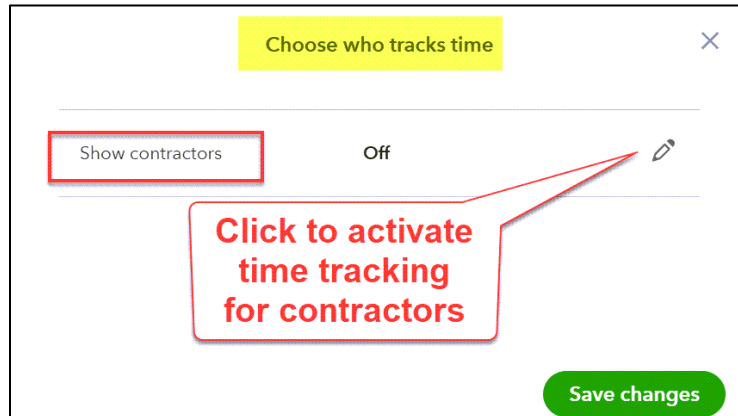 Choose who tracks time
Show contractors
Off
Click to activate
time tracking
for contractors
Save changes